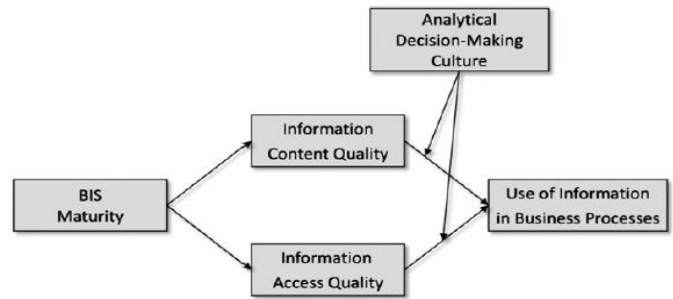 Analytical
Decision-Making
Culture
Information
Content Quality
BIS
Maturity
Use of Information
in Business Processes
Information
Access Quality